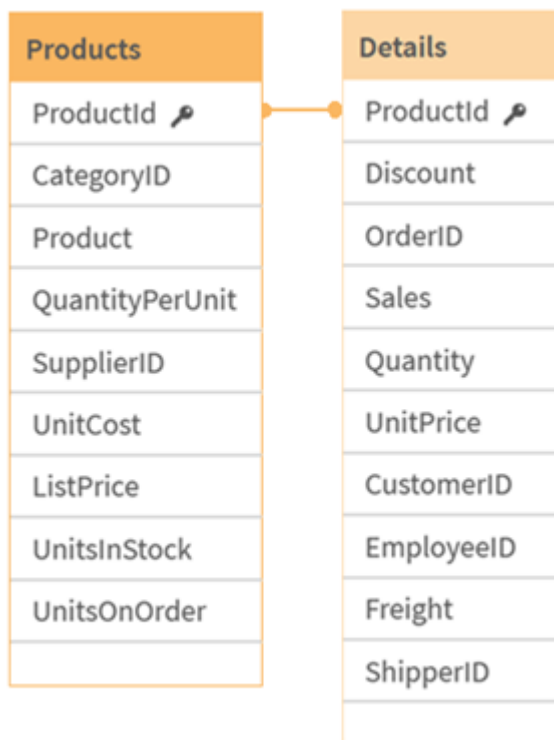 Products
ProductId
CategoryID
Product
QuantityPerUnit
SupplierID
UnitCost
ListPrice
UnitsInStock
UnitsOnOrder
Details
ProductId
Discount
OrderID
Sales
Quantity
UnitPrice
CustomerID
EmployeeID
Freight
ShipperID